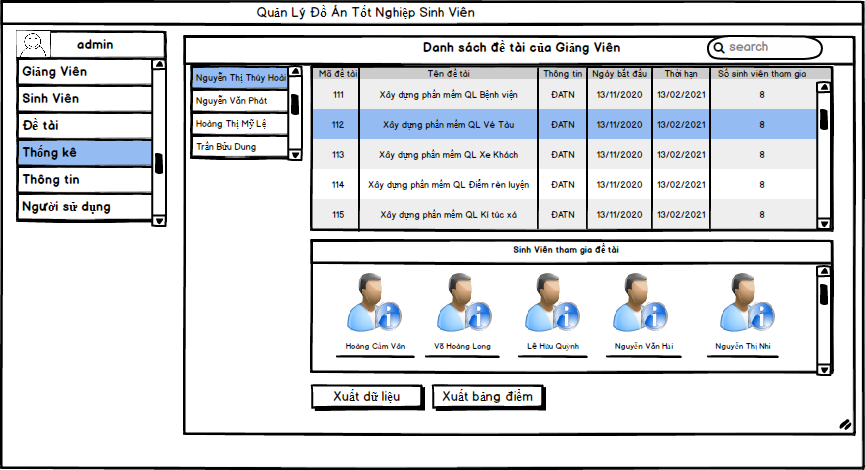 Quản Lý Đồ Án Tốt Nghiệp Sinh Viên
admin
Giảng Viên
Sinh Viên
Đề tài
Thống kê
Thông tin
Người sử dụng
Danh sách đề tài của Giảng Viên
search
Nguyễn Thị Thúy Hoài
Nguyễn Văn Phát
Hoàng Thị Mỹ Lệ
Trần Bửu Dung
Mã đề tài Tên đề tài Thông tin Ngày bắt đầu Thời hạn Số sinh viên tham gia
111 Xây dựng phần mềm QL Bệnh viện ĐATN 13/11/2020 13/02/2021 8
112 Xây dựng phần mềm QL Vé Tàu ĐATN 13/11/2020 13/02/2021 8
113 Xây dựng phần mềm QL Xe Khách ĐATN 13/11/2020 13/02/2021 8
114 Xây dựng phần mềm QL Điểm rèn luyện ĐATN 13/11/2020 13/02/2021 8
115 Xây dựng phần mềm QL Kí túc xá ĐATN 13/11/2020 13/02/2021 8
Sinh Viên tham gia đề tài
Hoàng Cẩm Vân Võ Hoàng Long Lê Hữu Quỳnh Nguyễn Văn Hải Nguyễn Thị Nhi
Xuất dữ liệu Xuất bảng điểm